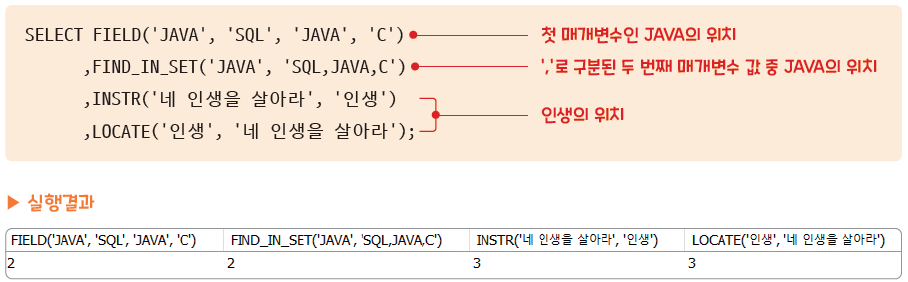 SELECT FIELD('JAVA', 'SQL', 'JAVA', 'C') 첫 매개변수인 JAVA의 위치
,FIND_IN_SET('JAVA', 'SQL,JAVA,C') ','로 구분된 두 번째 매개변수 값 중 JAVA의 위치
,INSTR('네 인생을 살아라', '인생')
인생의 위치
,LOCATE('인생', '네 인생을 살아라');
▶ 실행결과
FIELD('JAVA', 'SQL', 'JAVA', 'C') FIND_IN_SET('JAVA', 'SQL,JAVA,C') INSTR('네 인생을 살아라', '인생') LOCATE('인생', '네 인생을 살아라')
2 2 3 3